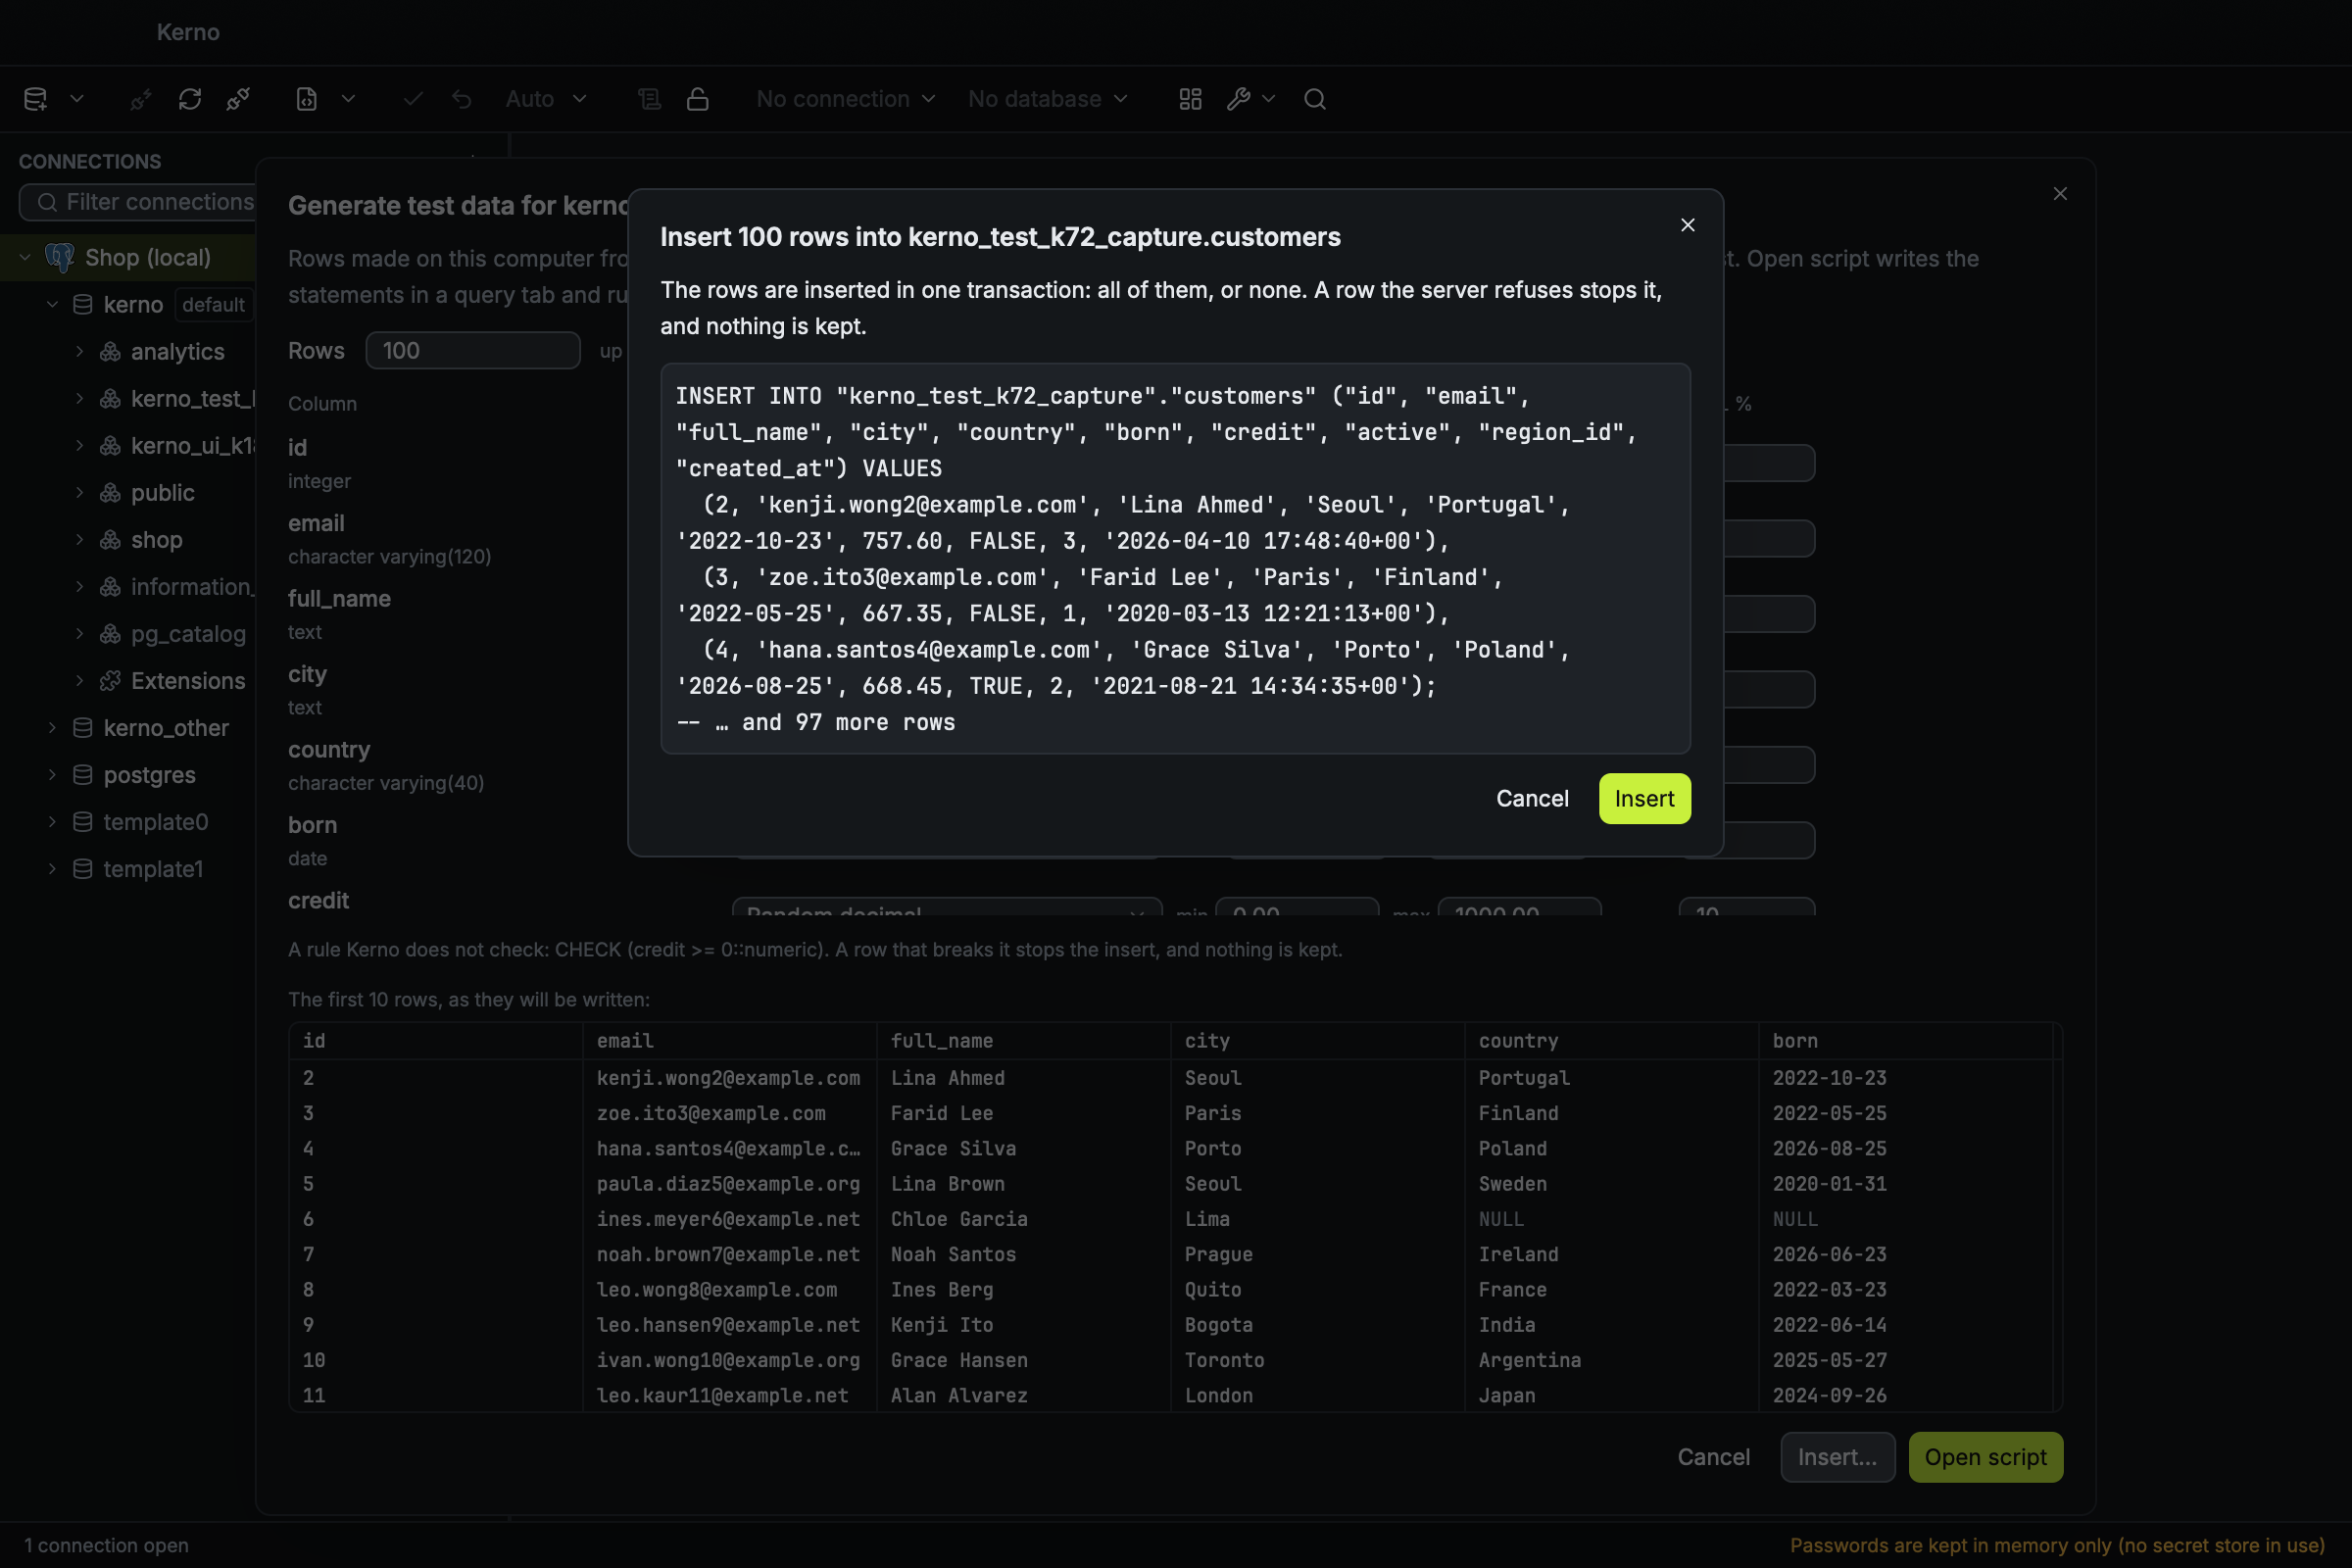 Kerno
Auto
No connection
No database
CONNECTIONS
Filter connections
Shop (local)
kerno default
analytics
kerno_test_
kerno_ui_k18
public
shop
information_
pg_catalog
Extensions
kerno_other
postgres
template0
template1
Generate test data for kerno
Rows made on this computer fro
t. Open script writes the
statements in a query tab and ru
Rows 100 up
Column
%
id
integer
email
character varying(120)
full_name
text
city
text
country
character varying(40)
born
date
credit
Random decimal min 0.00 max 1000.00 10
Insert 100 rows into kerno_test_k72_capture.customers
The rows are inserted in one transaction: all of them, or none. A row the server refuses stops it,
and nothing is kept.
INSERT INTO "kerno_test_k72_capture"."customers" ("id", "email",
"full_name", "city", "country", "born", "credit", "active", "region_id",
"created_at") VALUES
(2, 'kenji.wong2@example.com', 'Lina Ahmed', 'Seoul', 'Portugal',
'2022-10-23', 757.60, FALSE, 3, '2026-04-10 17:48:40+00'),
(3, 'zoe.ito3@example.com', 'Farid Lee', 'Paris', 'Finland',
'2022-05-25', 667.35, FALSE, 1, '2020-03-13 12:21:13+00'),
(4, 'hana.santos4@example.com', 'Grace Silva', 'Porto', 'Poland',
'2026-08-25', 668.45, TRUE, 2, '2021-08-21 14:34:35+00');
-- … and 97 more rows
Cancel Insert
A rule Kerno does not check: CHECK (credit >= 0::numeric). A row that breaks it stops the insert, and nothing is kept.
The first 10 rows, as they will be written:
id email full_name city country born
2 kenji.wong2@example.com Lina Ahmed Seoul Portugal 2022-10-23
3 zoe.ito3@example.com Farid Lee Paris Finland 2022-05-25
4 hana.santos4@example.c… Grace Silva Porto Poland 2026-08-25
5 paula.diaz5@example.org Lina Brown Seoul Sweden 2020-01-31
6 ines.meyer6@example.net Chloe Garcia Lima NULL NULL
7 noah.brown7@example.net Noah Santos Prague Ireland 2026-06-23
8 leo.wong8@example.com Ines Berg Quito France 2022-03-23
9 leo.hansen9@example.net Kenji Ito Bogota India 2022-06-14
10 ivan.wong10@example.org Grace Hansen Toronto Argentina 2025-05-27
11 leo.kaur11@example.net Alan Alvarez London Japan 2024-09-26
Cancel Insert... Open script
1 connection open
Passwords are kept in memory only (no secret store in use)